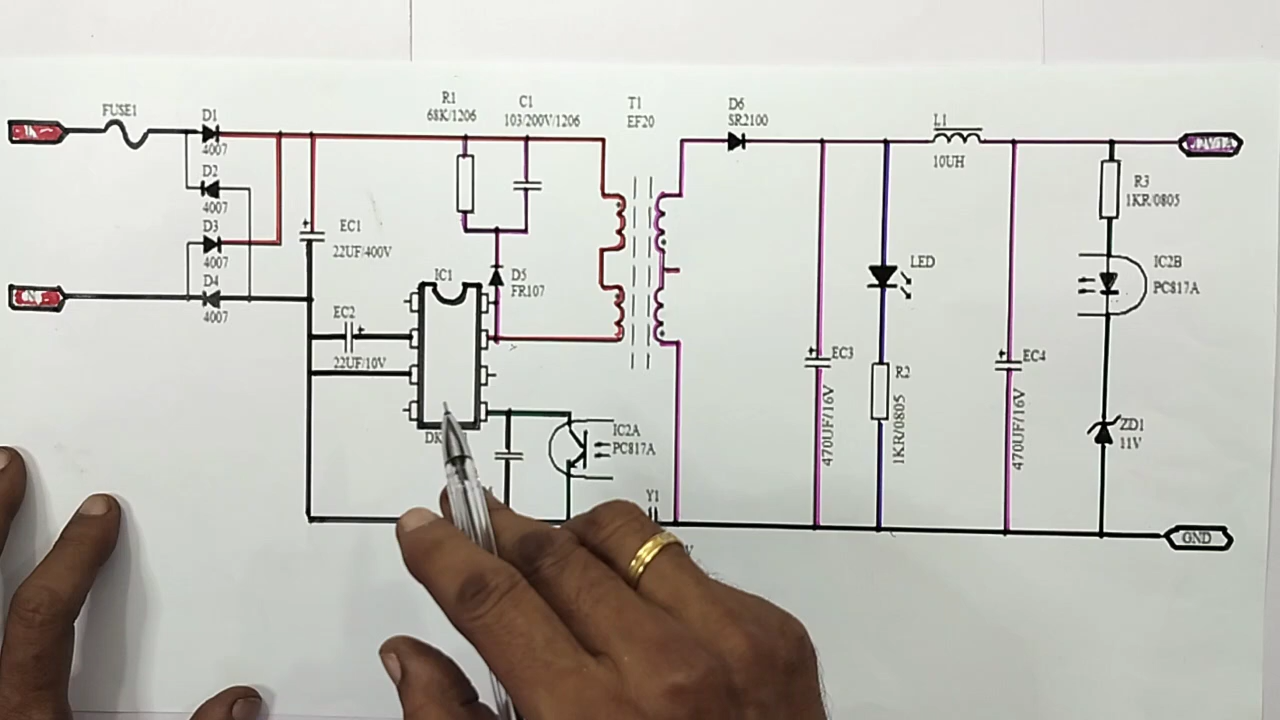 FUSE1
D1
4007
D2
4007
D3
4007
D4
4007
EC1
22UF/400V
EC2
22UF/10V
R1
68K/1206
C1
103/200V/1206
IC1
DK
D5
FR107
T1
EF20
IC2A
PC817A
Y1
D6
SR2100
EC3
470UF/16V
LED
R2
1KR/0805
L1
10UH
EC4
470UF/16V
R3
1KR/0805
IC2B
PC817A
ZD1
11V
12V/1A
GND